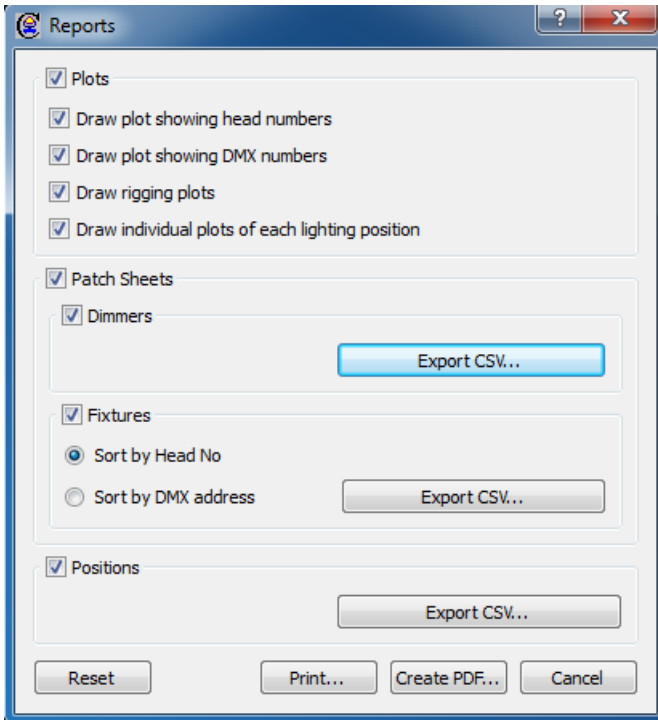 Reports
?
X
Plots
Draw plot showing head numbers
Draw plot showing DMX numbers
Draw rigging plots
Draw individual plots of each lighting position
Patch Sheets
Dimmers
Export CSV...
Fixtures
Sort by Head No
Sort by DMX address
Export CSV...
Positions
Export CSV...
Reset Print... Create PDF... Cancel